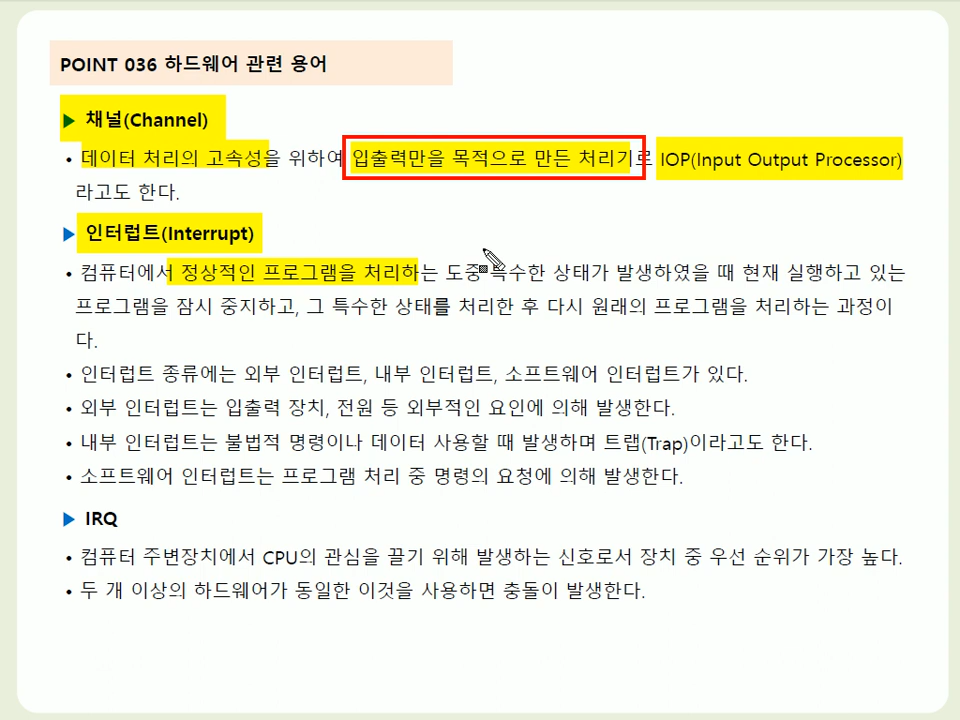 POINT 036 하드웨어 관련 용어
▶ 채널(Channel)
• 데이터 처리의 고속성을 위하여 입출력만을 목적으로 만든 처리기로 IOP(Input Output Processor)
라고도 한다.
▶ 인터럽트(Interrupt)
• 컴퓨터에서 정상적인 프로그램을 처리하는 도중 특수한 상태가 발생하였을 때 현재 실행하고 있는
프로그램을 잠시 중지하고, 그 특수한 상태를 처리한 후 다시 원래의 프로그램을 처리하는 과정이
다.
• 인터럽트 종류에는 외부 인터럽트, 내부 인터럽트, 소프트웨어 인터럽트가 있다.
• 외부 인터럽트는 입출력 장치, 전원 등 외부적인 요인에 의해 발생한다.
• 내부 인터럽트는 불법적 명령이나 데이터 사용할 때 발생하며 트랩(Trap)이라고도 한다.
• 소프트웨어 인터럽트는 프로그램 처리 중 명령의 요청에 의해 발생한다.
▶ IRQ
• 컴퓨터 주변장치에서 CPU의 관심을 끌기 위해 발생하는 신호로서 장치 중 우선 순위가 가장 높다.
• 두 개 이상의 하드웨어가 동일한 이것을 사용하면 충돌이 발생한다.